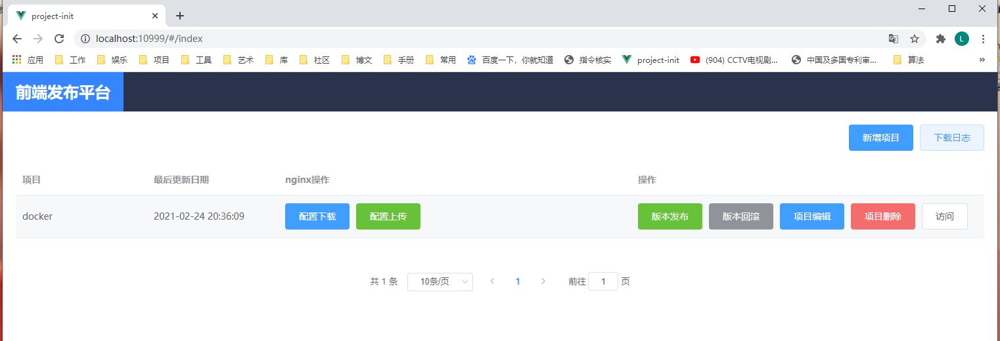 project-init
localhost:10999/#/index
L
应用 工作 娱乐 项目 工具 艺术 库 社区 博文 手册 常用 百度一下，你就知道 指令核实 project-init (904) CCTV电视剧... 中国及多国专利审... 算法 »
前端发布平台
新增项目 下载日志
项目 最后更新日期 nginx操作 操作
docker 2021-02-24 20:36:09 配置下载 配置上传 版本发布 版本回滚 项目编辑 项目删除 访问
共 1 条 10条/页 1 前往 1 页